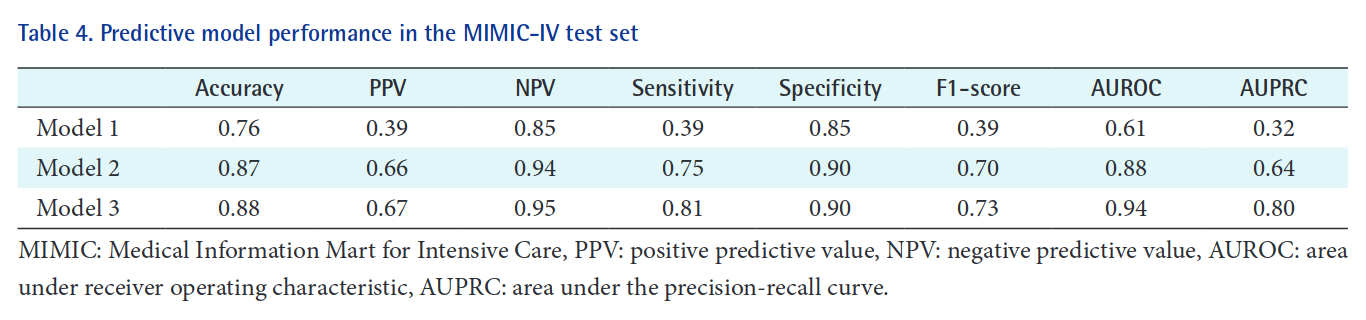 Table 4. Predictive model performance in the MIMIC-IV test set
Accuracy PPV NPV Sensitivity Specificity F1-score AUROC AUPRC
Model 1 0.76 0.39 0.85 0.39 0.85 0.39 0.61 0.32
Model 2 0.87 0.66 0.94 0.75 0.90 0.70 0.88 0.64
Model 3 0.88 0.67 0.95 0.81 0.90 0.73 0.94 0.80
MIMIC: Medical Information Mart for Intensive Care, PPV: positive predictive value, NPV: negative predictive value, AUROC: area
under receiver operating characteristic, AUPRC: area under the precision-recall curve.